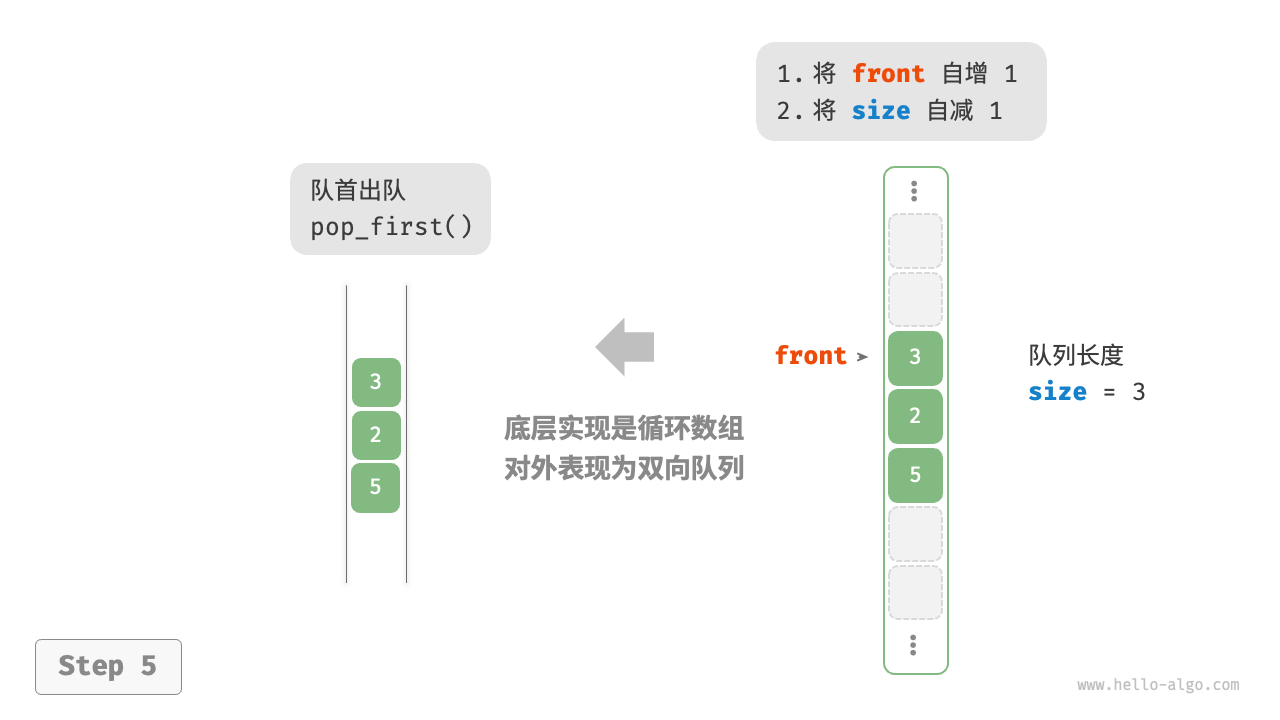 1. 将 front 自增 1
2. 将 size 自减 1
队首出队
pop_first()
3
2
5
底层实现是循环数组
对外表现为双向队列
front
3
2
5
队列长度
size = 3
Step 5
www.hello-algo.com